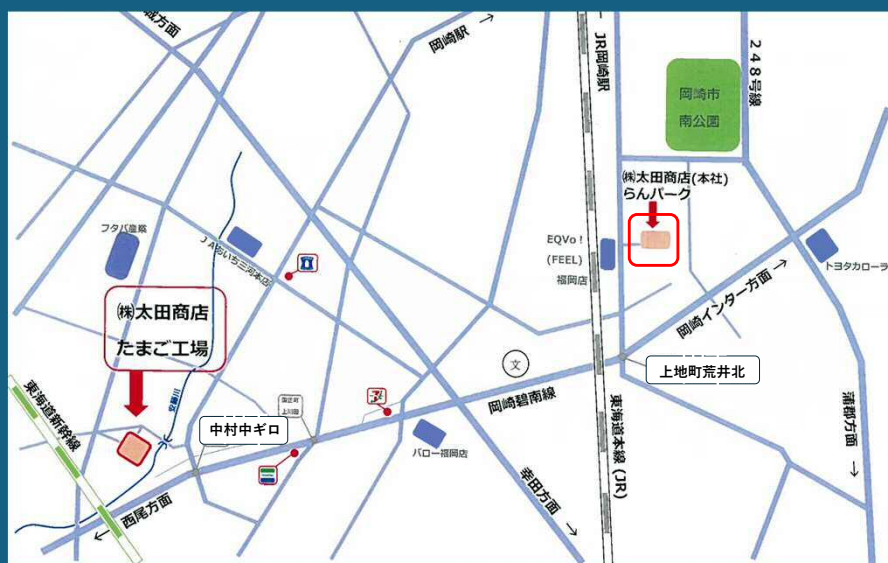 城方面
岡崎駅
JR岡崎駅
248号線
岡崎市
南公園
㈱太田商店(本社)
らんパーク
フタバ産業
JAあいち三河本店
EQVo!
(FEEL)
福岡店
トヨタカローラ
岡崎インター方面
㈱太田商店
たまご工場
文
上地町荒井北
岡崎碧南線
東海道新幹線
中村中ギロ
バロー福岡店
東海道本線(JR)
蒲郡方面
幸田方面
西尾方面